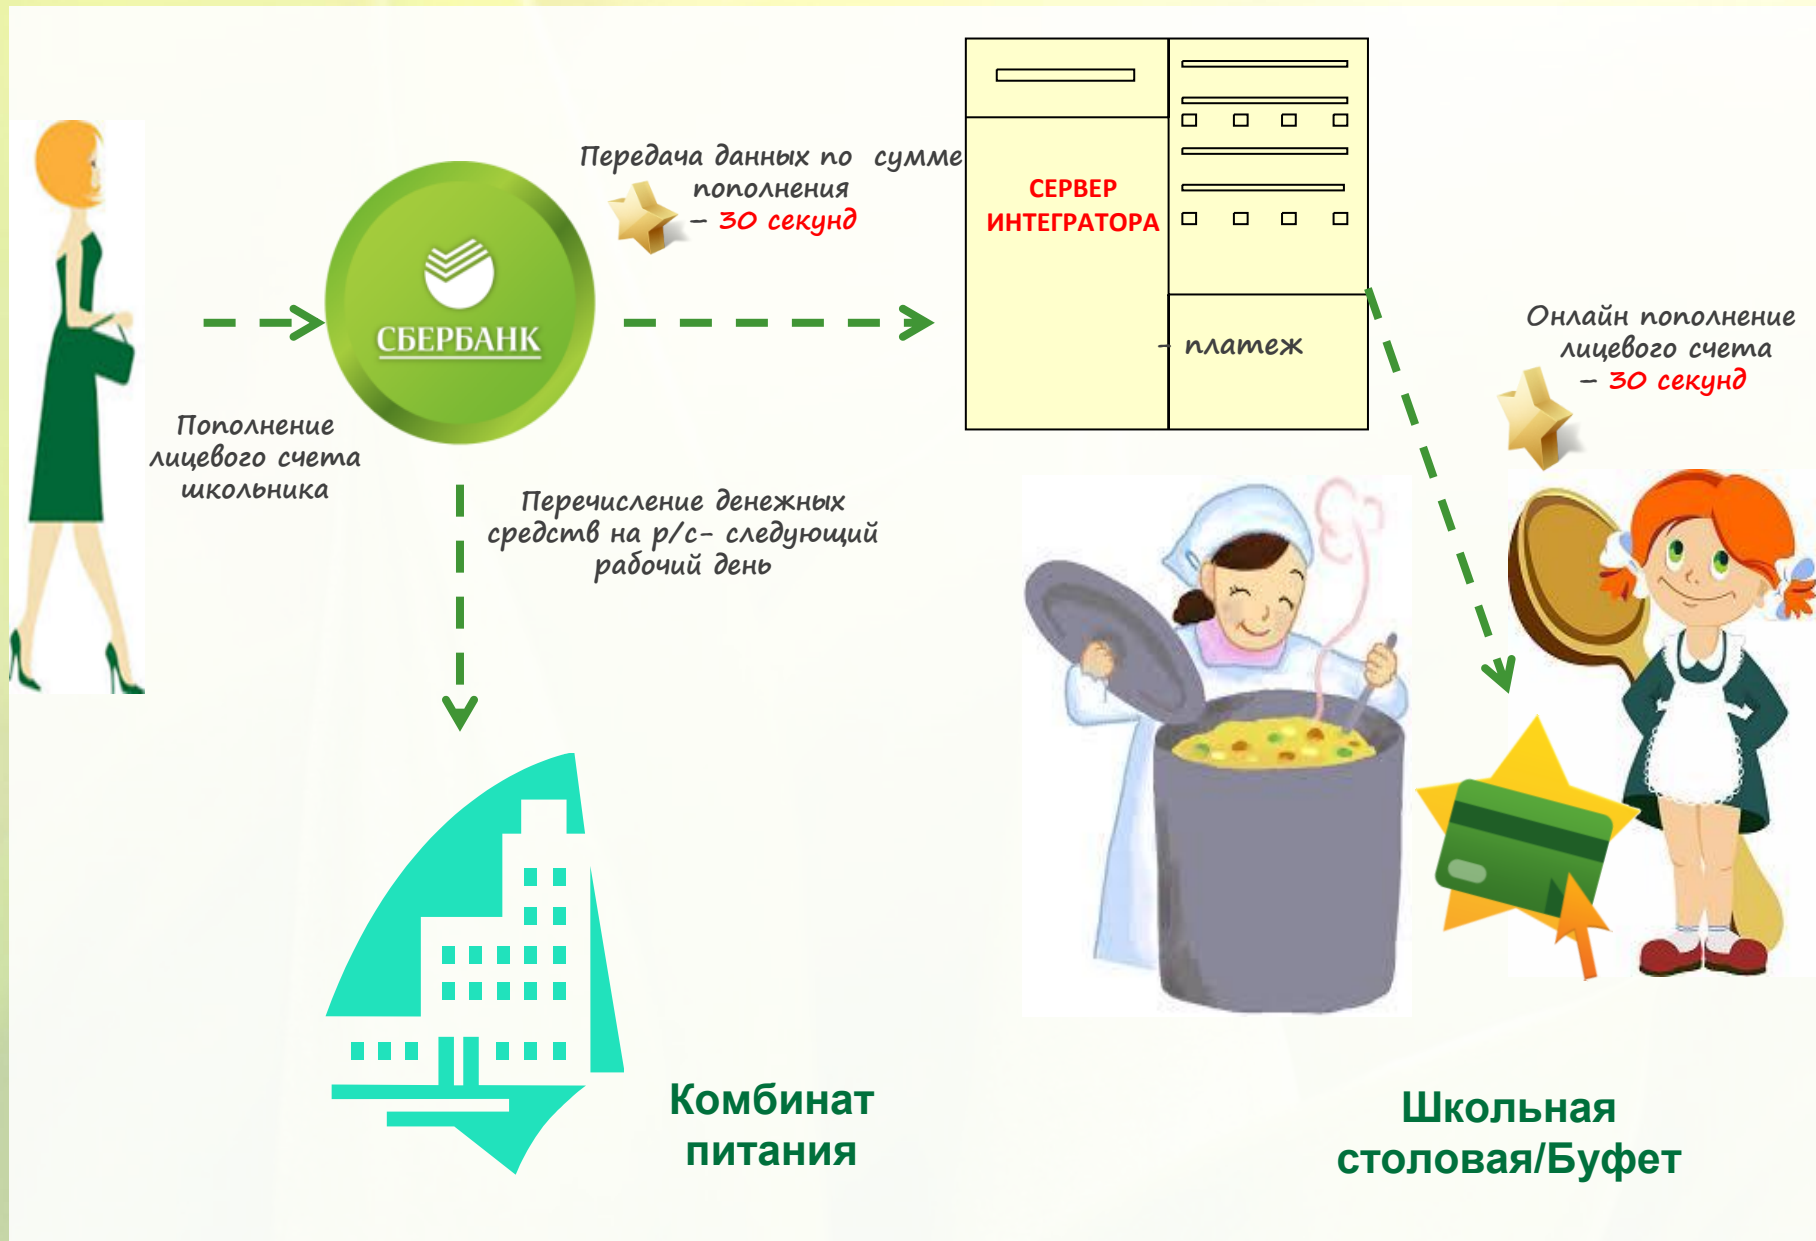 Передача данных по сумме
пополнения
– 30 секунд
СЕРВЕР
ИНТЕГРАТОРА
– платеж
СБЕРБАНК
Онлайн пополнение
лицевого счета
– 30 секунд
Пополнение
лицевого счета
школьника
Перечисление денежных
средств на р/с- следующий
рабочий день
Комбинат
питания
Школьная
столовая/Буфет